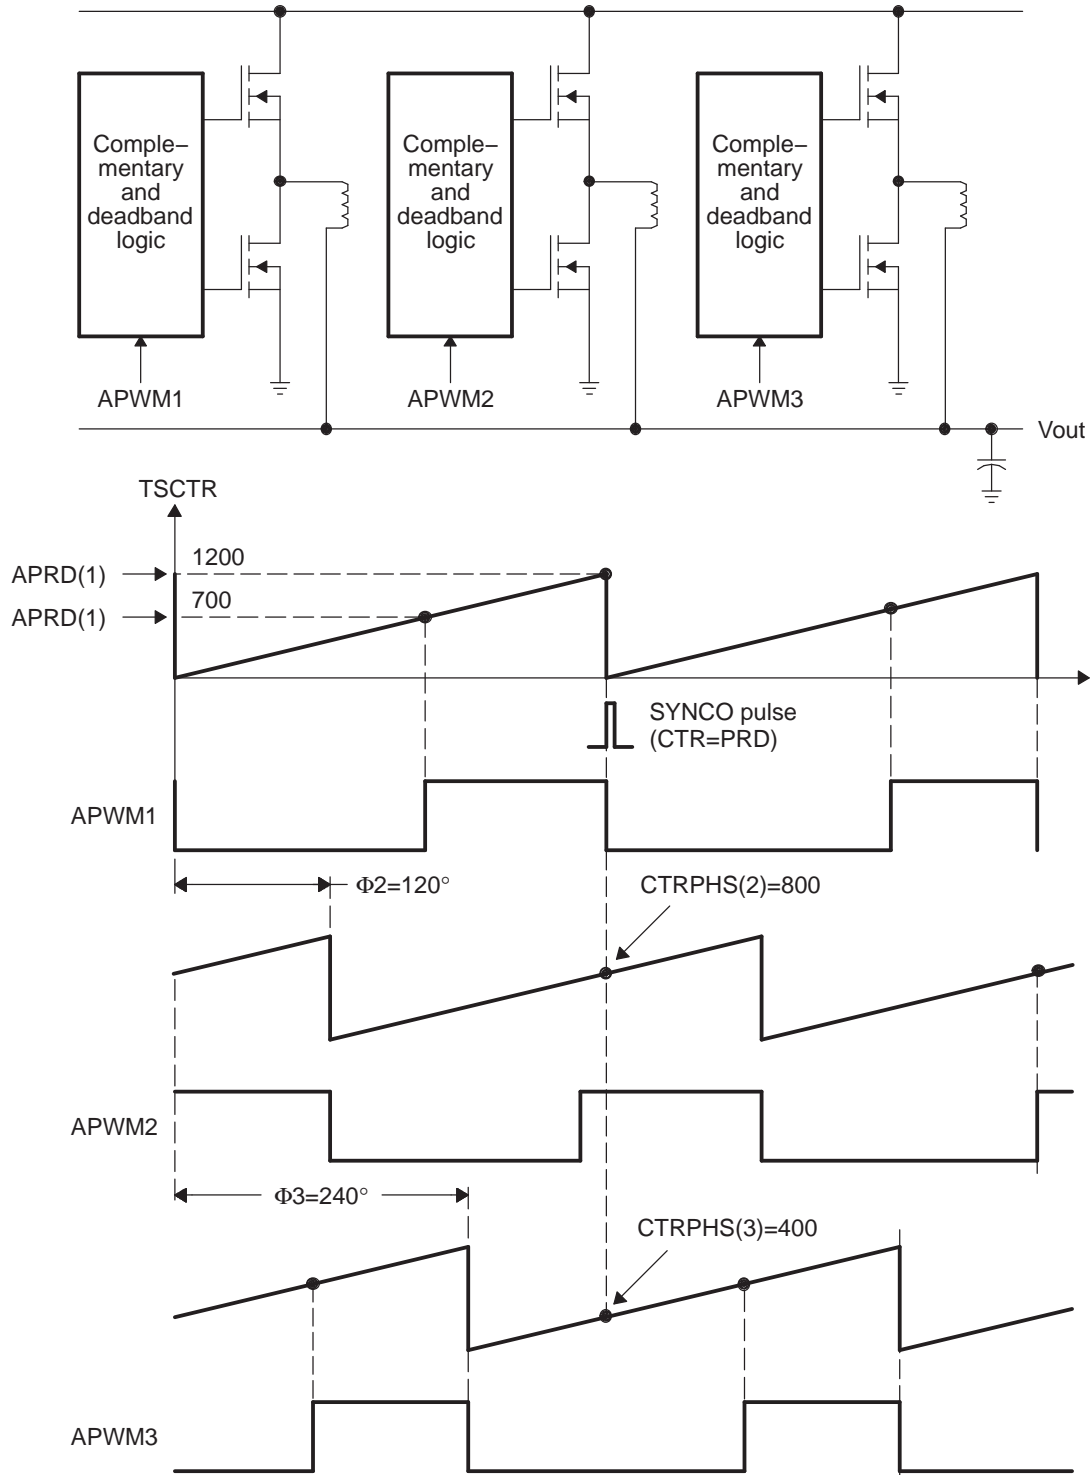 Comple–
mentary
and
deadband
logic
Comple–
mentary
and
deadband
logic
Comple–
mentary
and
deadband
logic
APWM1
APWM2
APWM3
Vout
TSCTR
APRD(1)
1200
APRD(1)
700
SYNCO pulse
(CTR=PRD)
APWM1
Φ2=120°
CTRPHS(2)=800
APWM2
Φ3=240°
CTRPHS(3)=400
APWM3